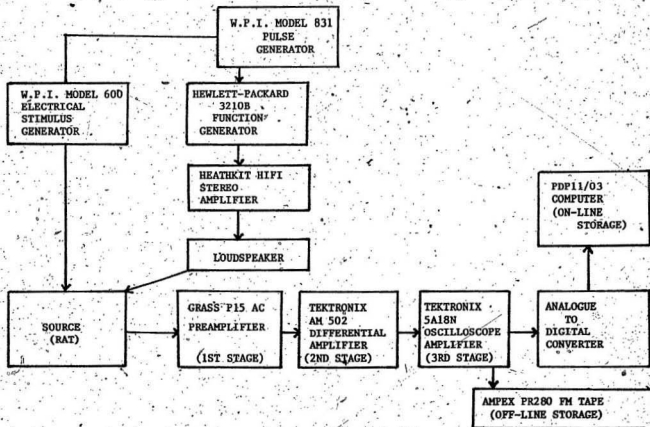 W.P.I. MODEL 831
PULSE
GENERATOR
W.P.I. MODEL 600
ELECTRICAL
STIMULUS
GENERATOR
HEWLETT-PACKARD
3210B
FUNCTION
GENERATOR
HEATHKIT HIFI
STEREO
AMPLIFIER
PDP11/03
COMPUTER
(ON-LINE
STORAGE)
LOUDSPEAKER
SOURCE
(RAT)
GRASS P15 AC
PREAMPLIFIER
(1ST STAGE)
TEKTRONIX
AM 502
DIFFERENTIAL
AMPLIFIER
(2ND STAGE)
TEKTRONIX
5A18N
OSCILLOSCOPE
AMPLIFIER
(3RD STAGE)
ANALOGUE
TO
DIGITAL
CONVERTER
AMPEX PR280 FM TAPE
(OFF-LINE STORAGE)